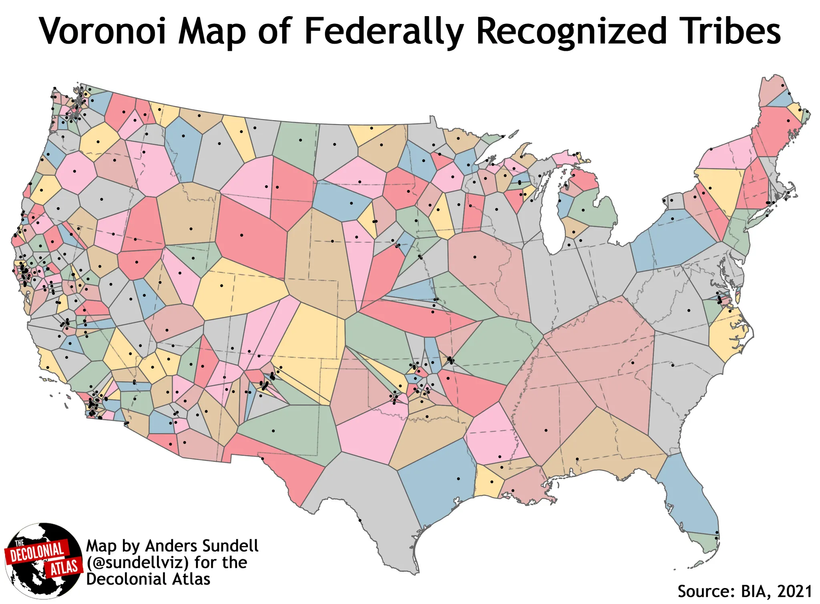 Voronoi Map of Federally Recognized Tribes
THE
DECOLONIAL
ATLAS
Map by Anders Sundell
(@sundellviz) for the
Decolonial Atlas
Source: BIA, 2021